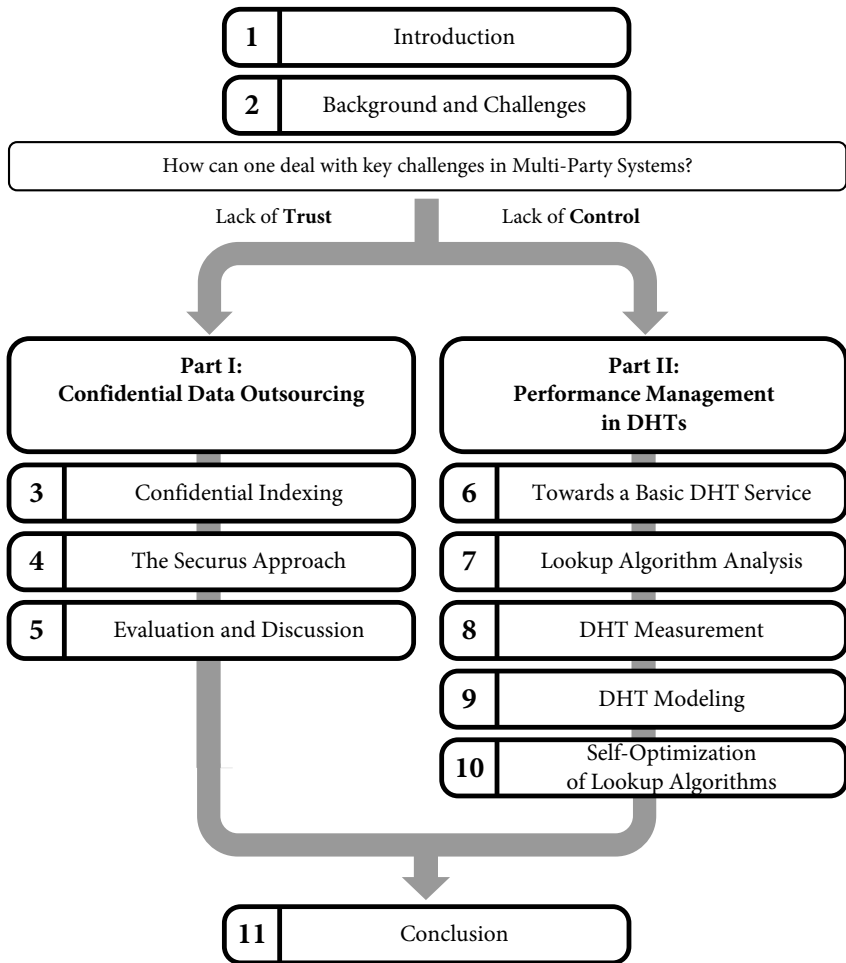 1 Introduction
2 Background and Challenges
How can one deal with key challenges in Multi-Party Systems?
Lack of Trust
Lack of Control
Part I:
Confidential Data Outsourcing
3 Confidential Indexing
4 The Securus Approach
5 Evaluation and Discussion
Part II:
Performance Management
in DHTs
6 Towards a Basic DHT Service
7 Lookup Algorithm Analysis
8 DHT Measurement
9 DHT Modeling
10 Self-Optimization
of Lookup Algorithms
11 Conclusion